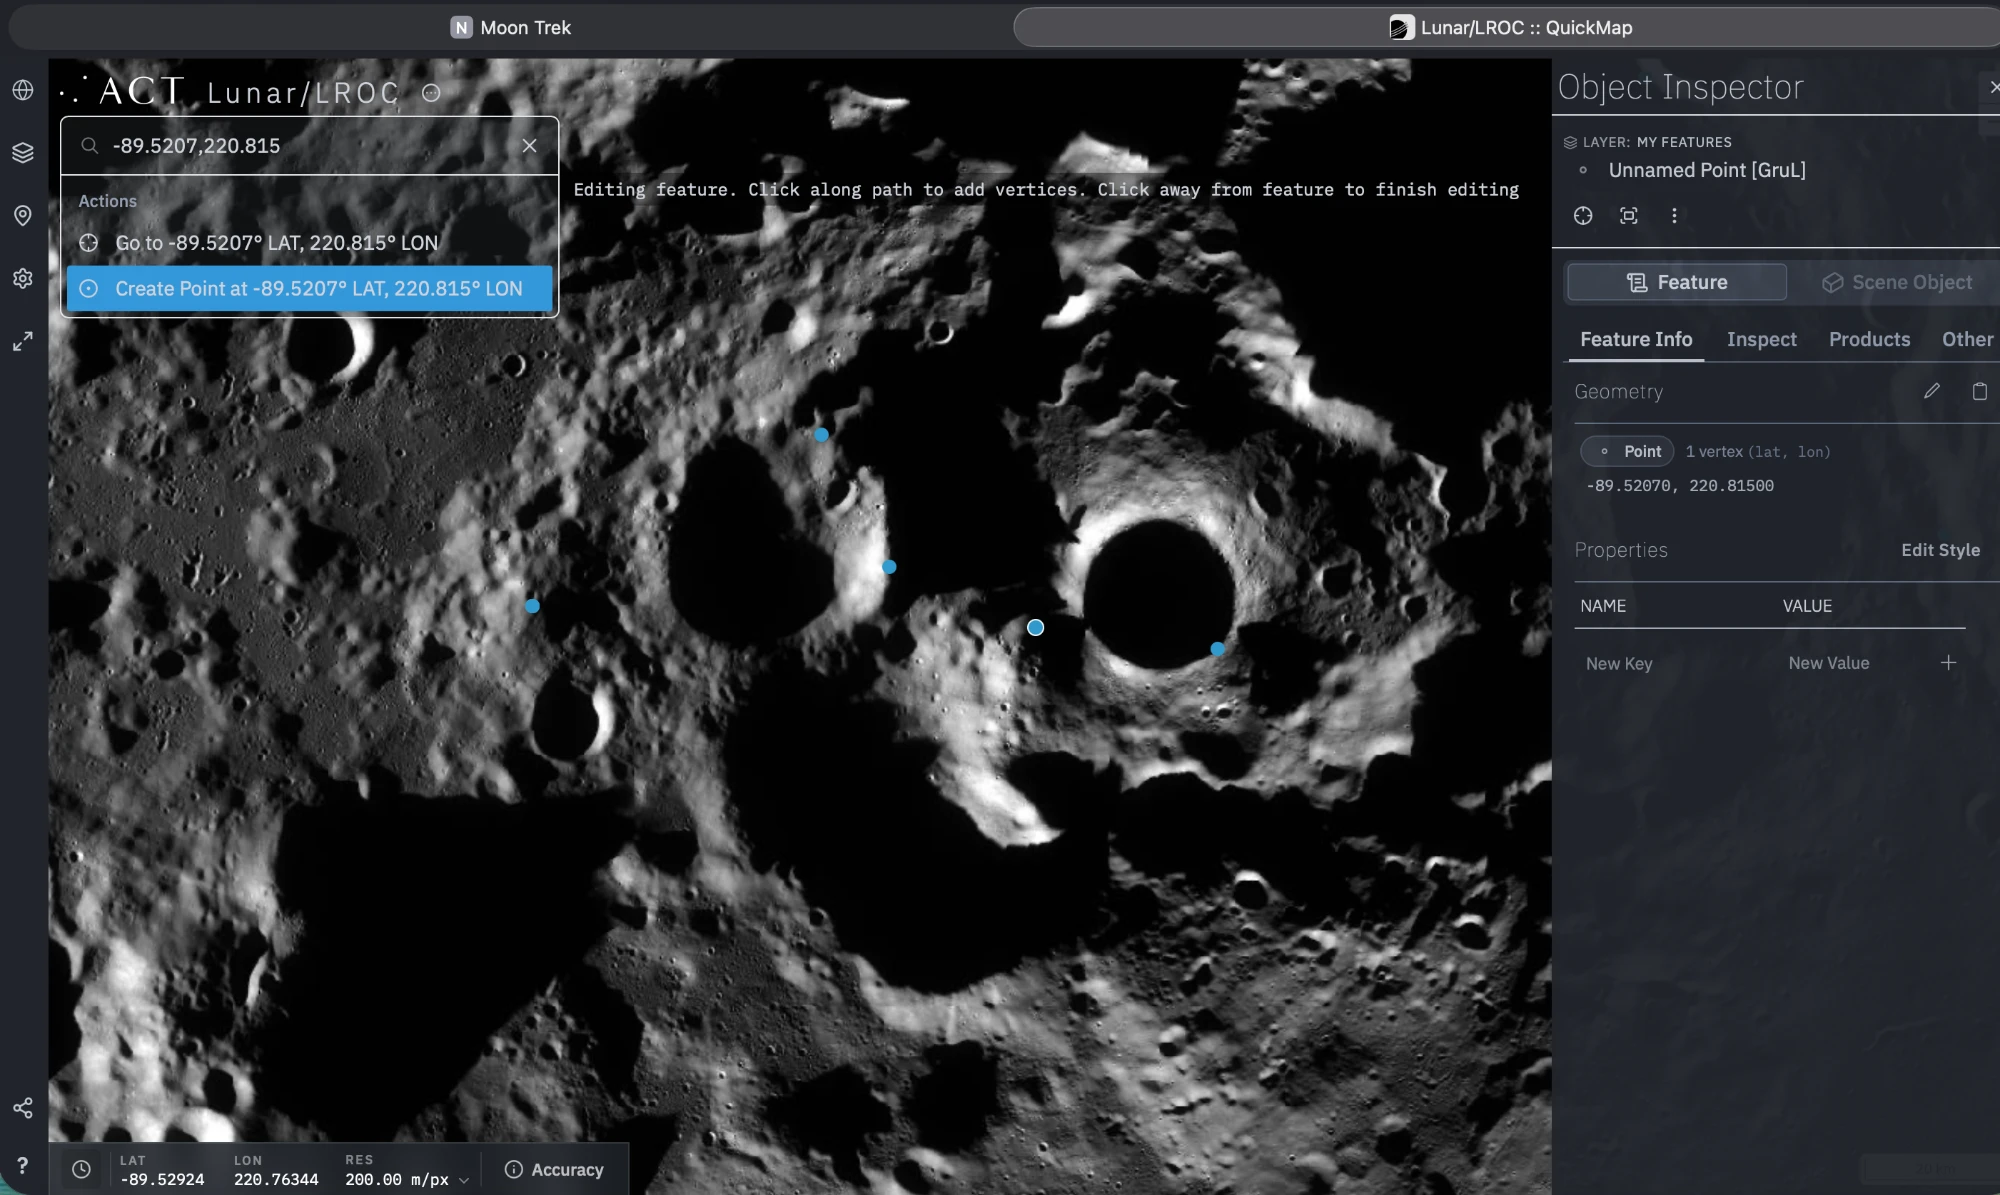 N Moon Trek
Lunar/LROC :: QuickMap
ACT Lunar/LROC
-89.5207,220.815
Actions
Go to -89.5207° LAT, 220.815° LON
Create Point at -89.5207° LAT, 220.815° LON
Editing feature. Click along path to add vertices. Click away from feature to finish editing
Object Inspector
LAYER: MY FEATURES
Unnamed Point [GruL]
Feature
Scene Object
Feature Info
Inspect
Products
Other
Geometry
Point
1 vertex (lat, lon)
-89.52070, 220.81500
Properties
Edit Style
NAME
VALUE
New Key
New Value
?
LAT
-89.52924
LON
220.76344
RES
200.00 m/px
Accuracy